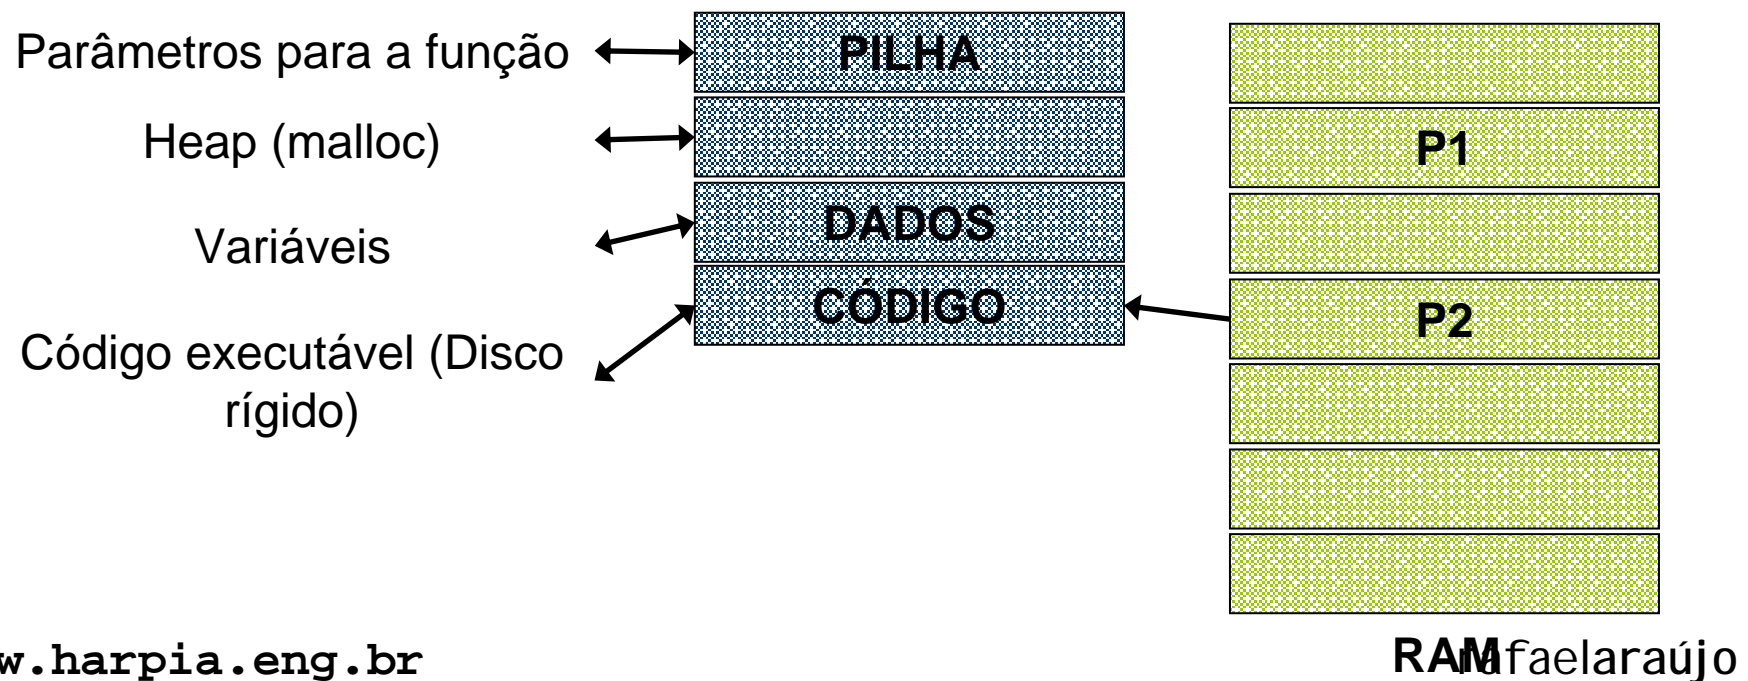 Parâmetros para a função
PILHA
Heap (malloc)
P1
Variáveis
DADOS
CÓDIGO
P2
Código executável (Disco
rígido)
w.harpia.eng.br
RAM
rafaelaraújo